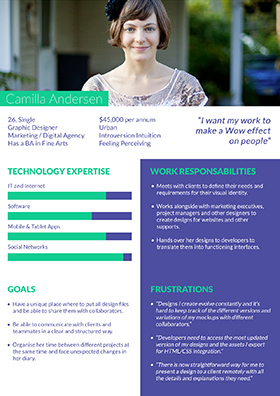 Camilla Andersen
26, Single
Graphic Designer
Marketing / Digital Agency
Has a BA in Fine Arts
$45,000 per annum
Urban
Introversion Intuition
Feeling Perceiving
"I want my work to
make a Wow effect
on people"
TECHNOLOGY EXPERTISE
IT and Internet
Software
Mobile & Tablet Apps
Social Networks
WORK RESPONSABILITIES
• Meets with clients to define their needs and
requirements for their visual identity.
• Works alongside with marketing executives,
project managers and other designers to
create designs for websites and other
supports.
• Hands over her designs to developers to
translate them into functioning interfaces.
GOALS
• Have a unique place where to put all design files
and be able to share them with collaborators.
• Be able to communicate with clients and
teammates in a clear and structured way.
• Organise her time between different projects at
the same time and face unexpected changes in
her diary.
FRUSTRATIONS
• "Designs I create evolve constantly and it's
hard to keep track of the different versions and
variations of my mockups with different
collaborators."
• "Developers need to access the most updated
version of my designs and the assets I export
for HTML/CSS integration."
• "There is now straightforward way for me to
present a design to a client remotely with all
the details and explanations they need."